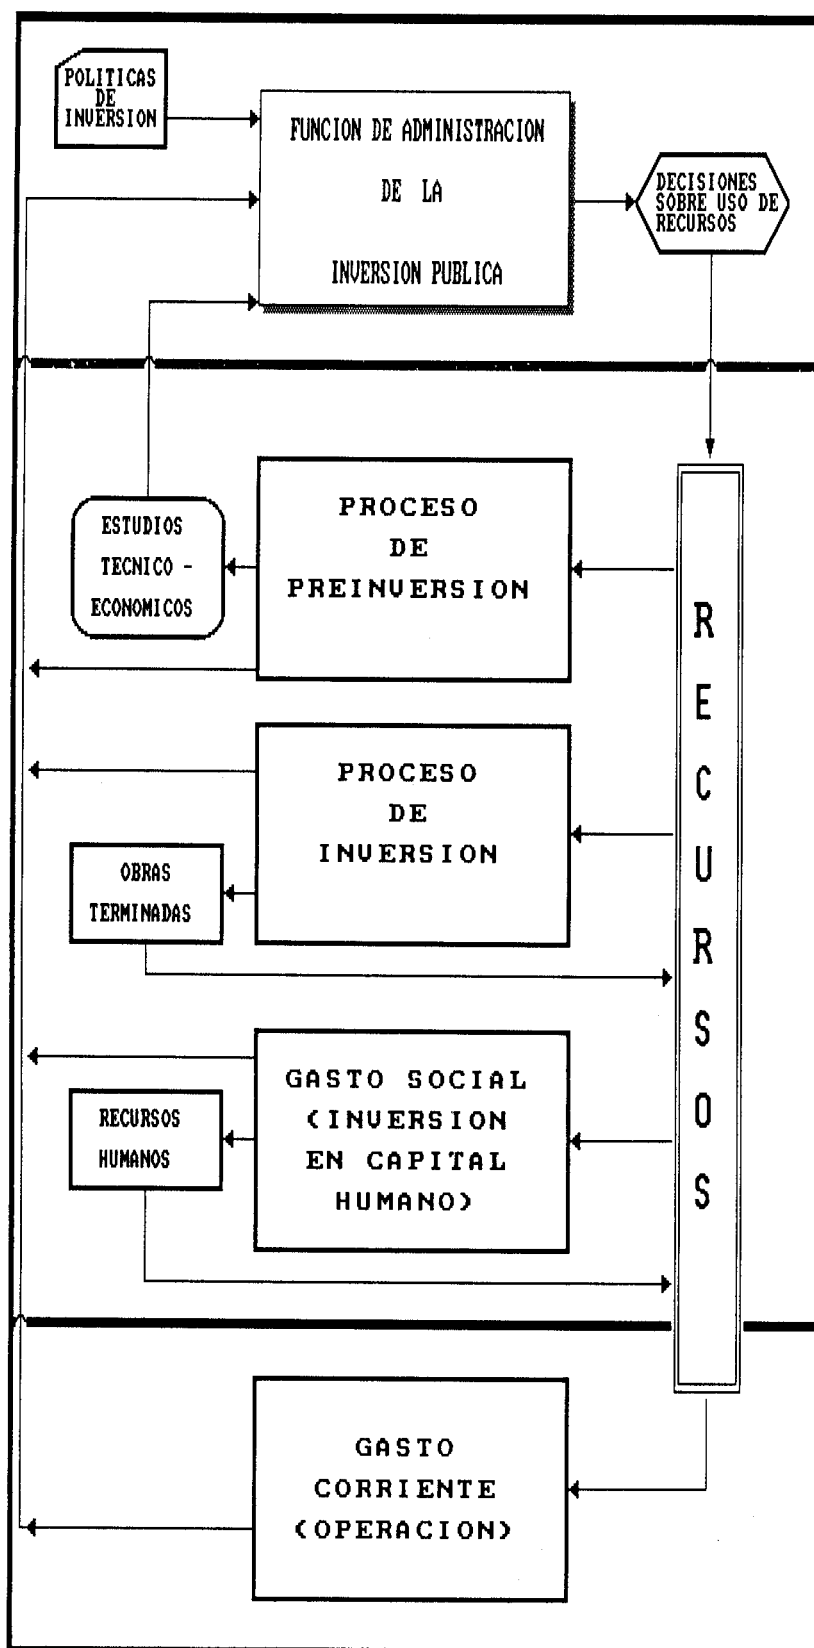 POLITICAS
DE
INVERSION
FUNCION DE ADMINISTRACION
DE LA
INVERSION PUBLICA
DECISIONES
SOBRE USO DE
RECURSOS
PROCESO
DE
PREINVERSION
ESTUDIOS
TECNICO -
ECONOMICOS
RECURSOS
PROCESO
DE
INVERSION
OBRAS
TERMINADAS
GASTO SOCIAL
(INVERSION
EN CAPITAL
HUMANO)
RECURSOS
HUMANOS
GASTO
CORRIENTE
(OPERACION)